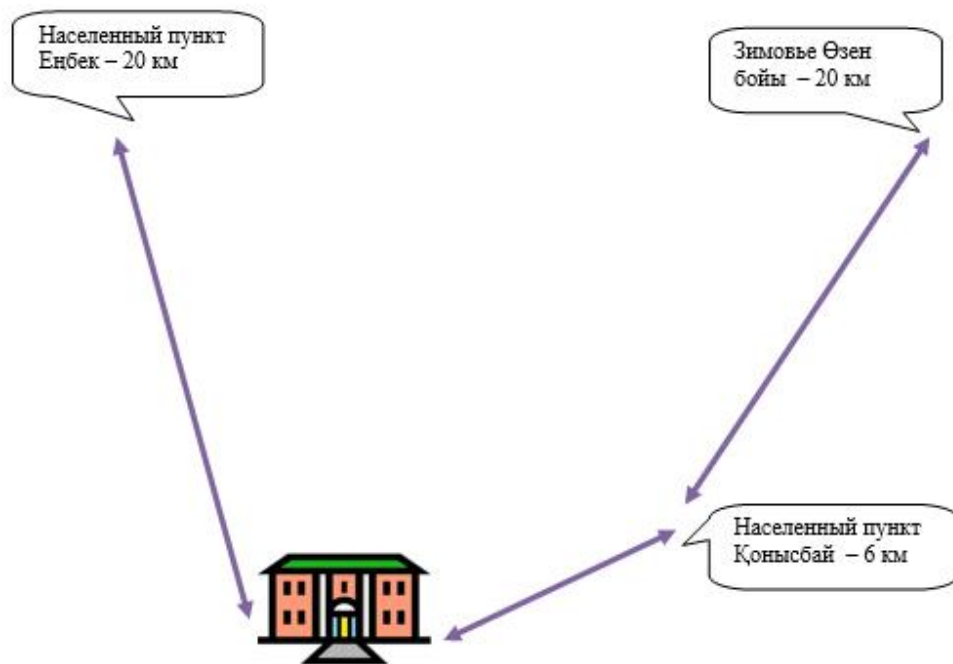 Населенный пункт
Еңбек – 20 км
Зимовье Өзен
бойы – 20 км
Населенный пункт
Қонысбай – 6 км